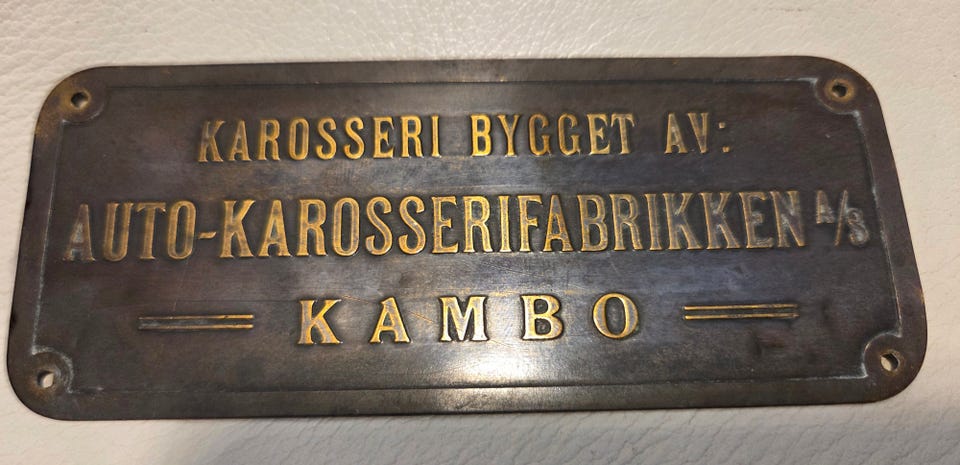 KAROSSERI BYGGET AV:
AUTO-KAROSSERIFABRIKKEN A/S
KAMBO